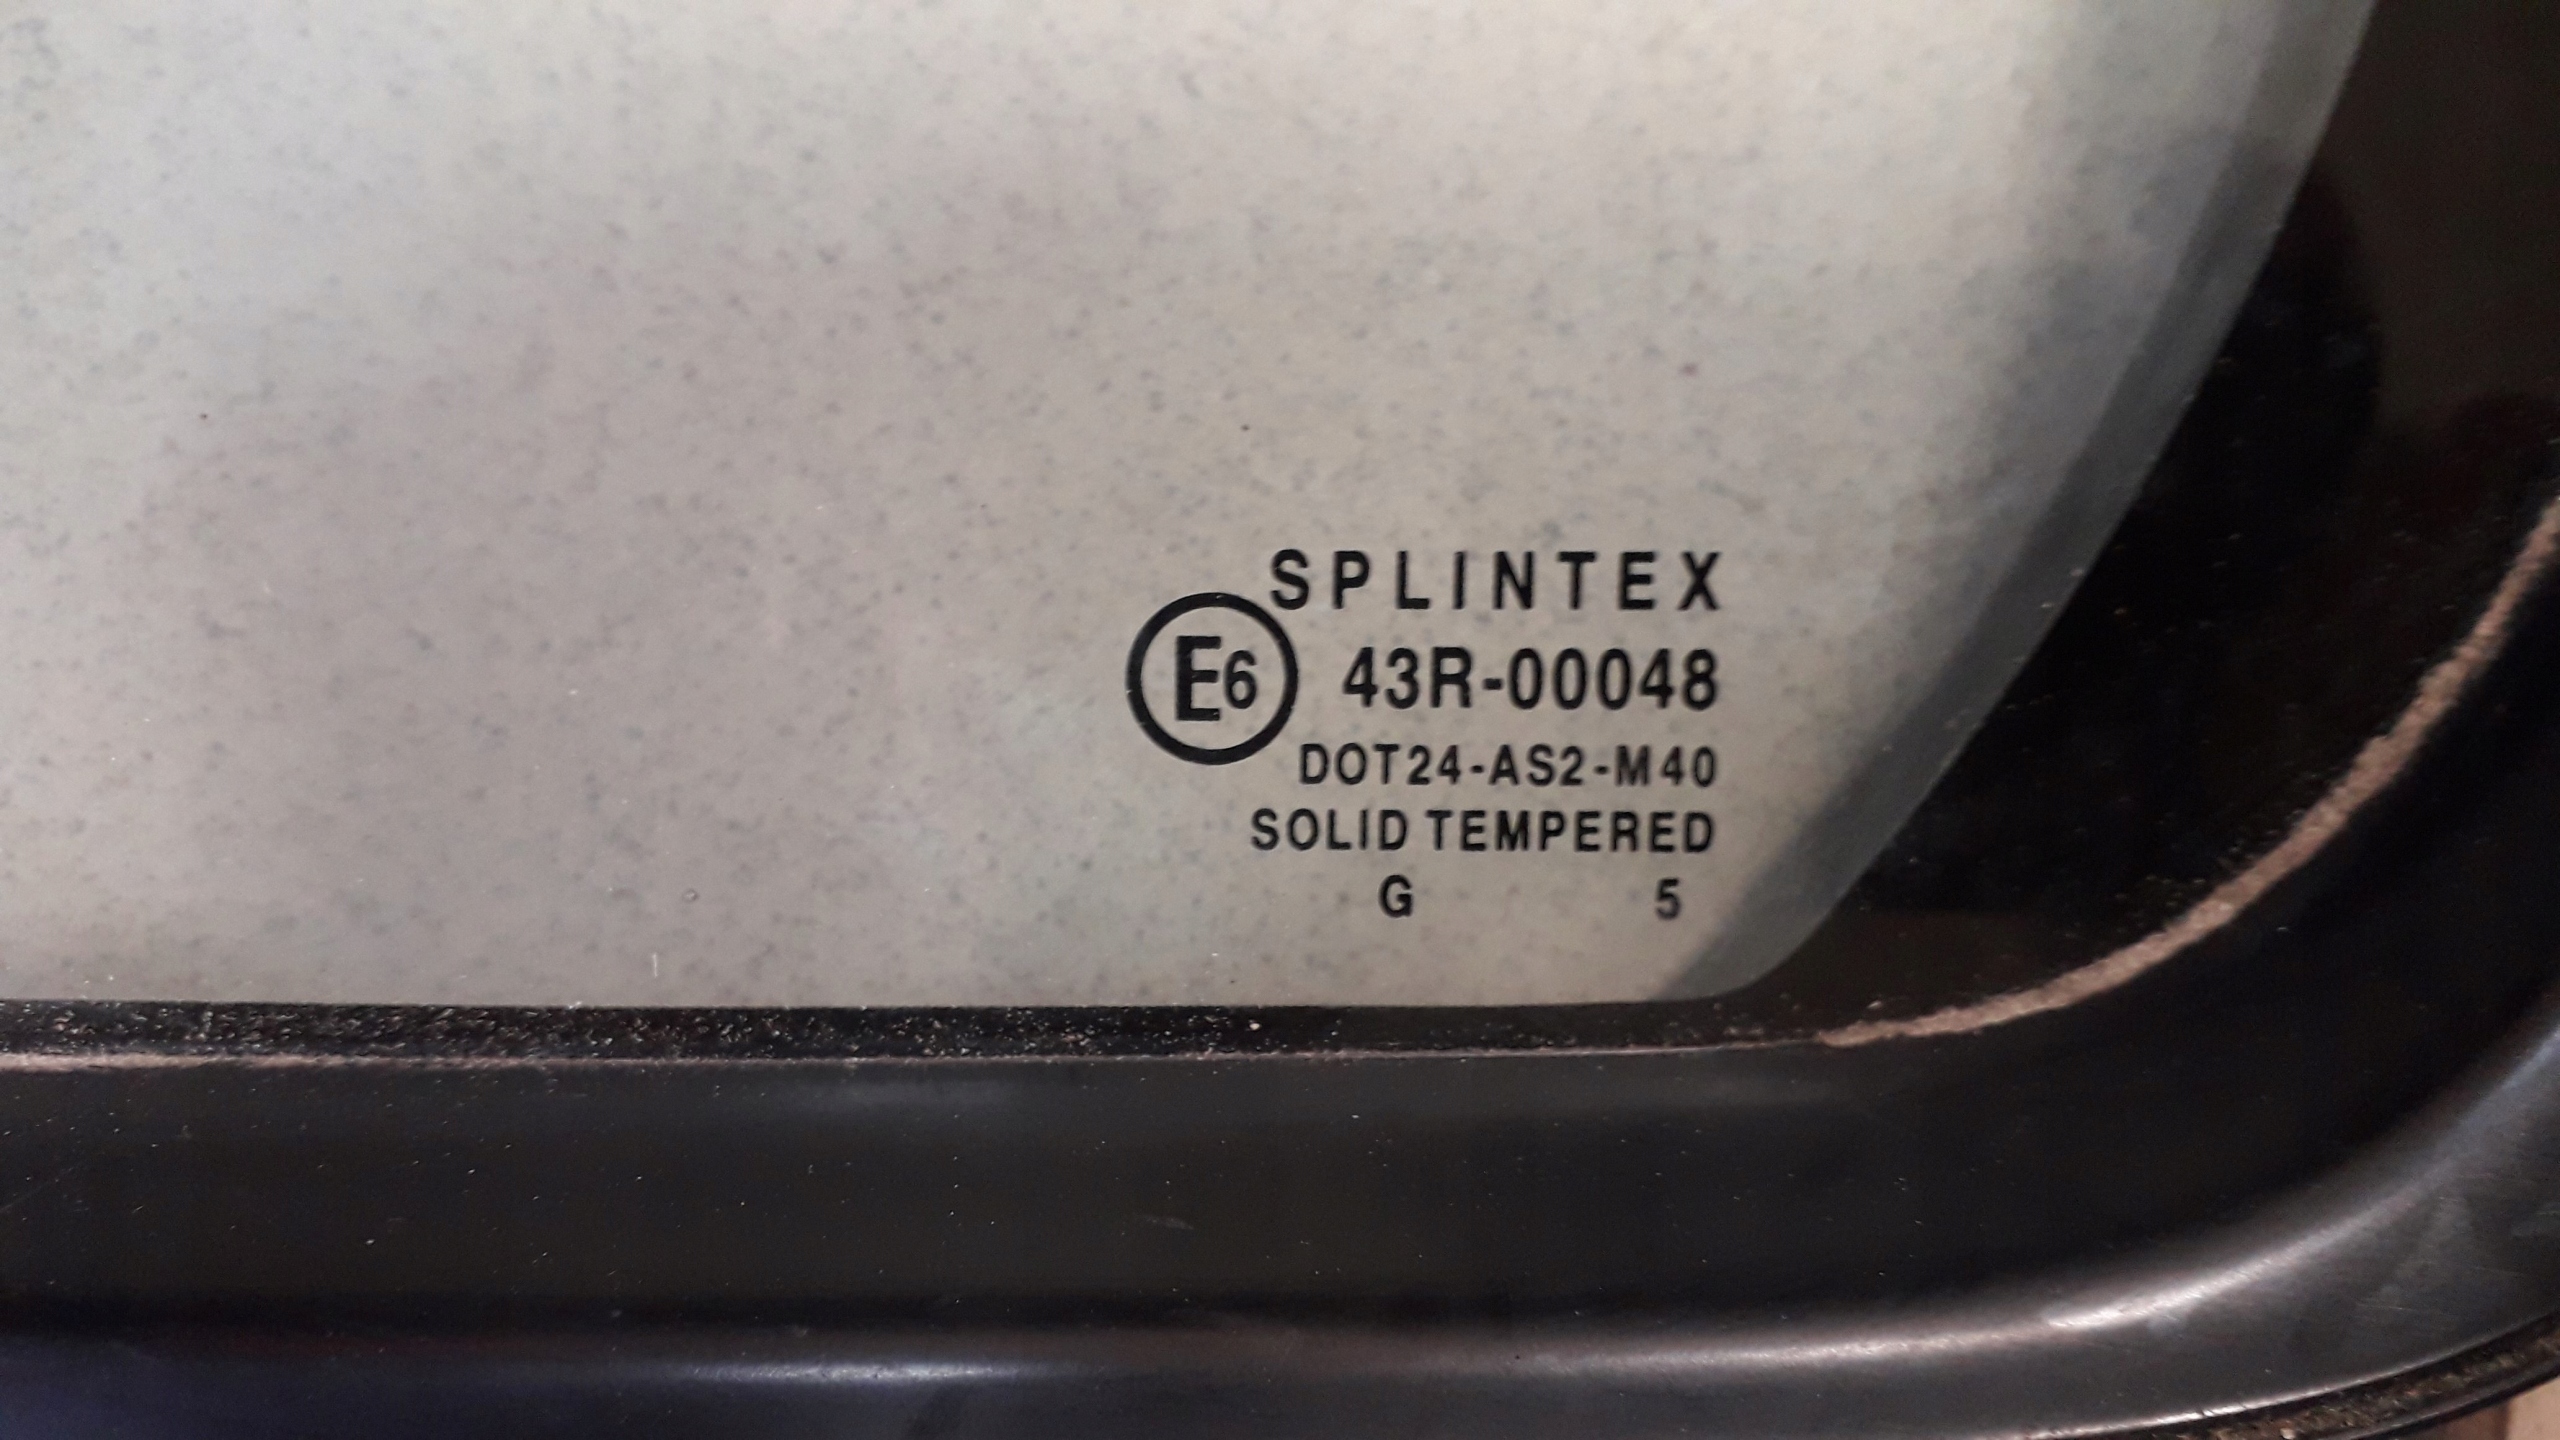 SPLINTEX
E6 43R-00048
DOT24-AS2-M40
SOLID TEMPERED
G 5